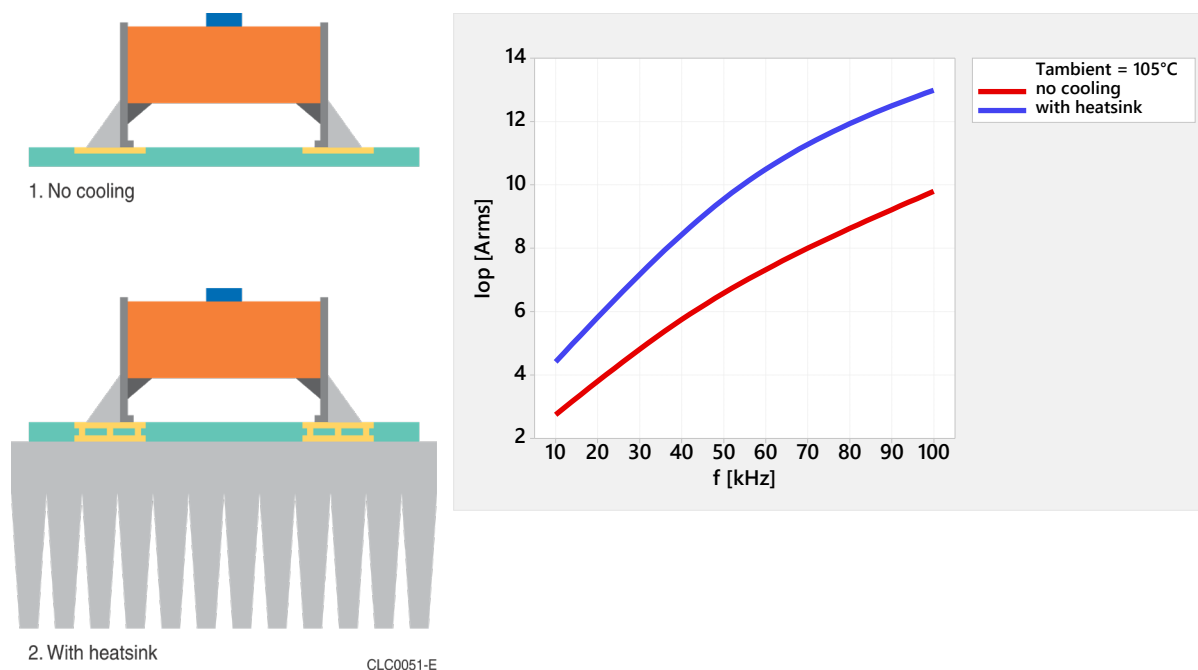 1. No cooling
2. With heatsink
CLC0051-E
Iop [Arms]
14
12
10
8
6
4
2
10 20 30 40 50 60 70 80 90 100
f [kHz]
Tambient = 105°C
no cooling
with heatsink